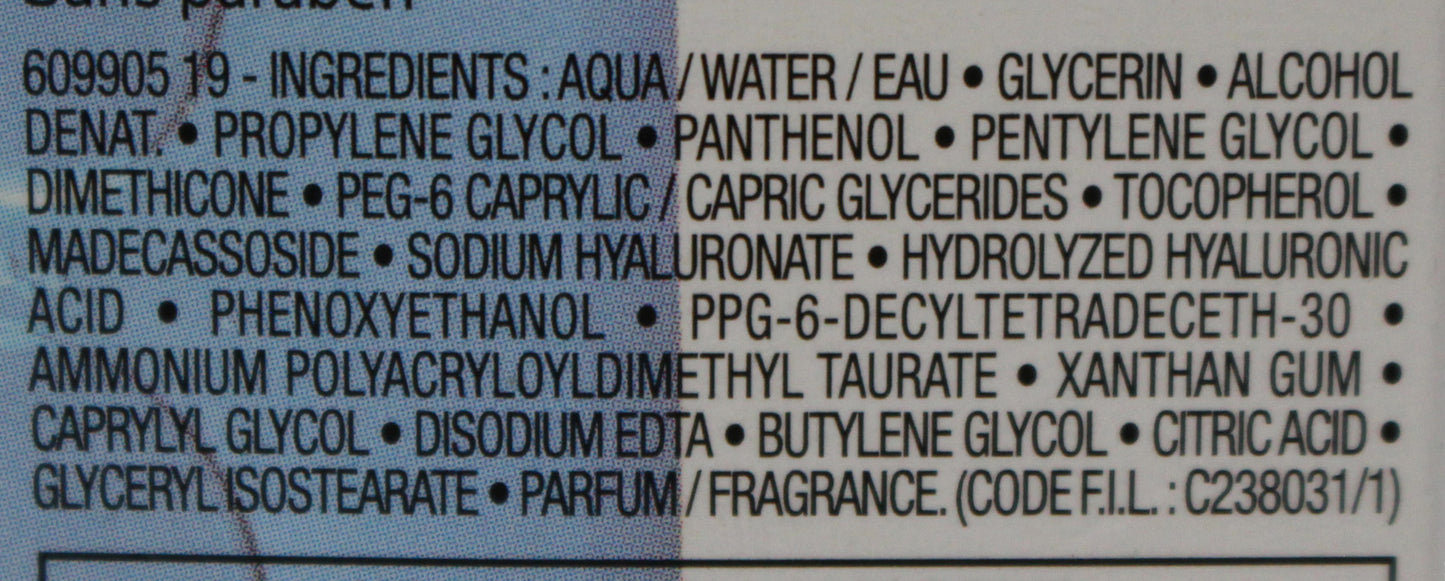 Sans paraben
609905 19 - INGREDIENTS : AQUA / WATER / EAU • GLYCERIN • ALCOHOL
DENAT. • PROPYLENE GLYCOL • PANTHENOL • PENTYLENE GLYCOL •
DIMETHICONE • PEG-6 CAPRYLIC / CAPRIC GLYCERIDES • TOCOPHEROL •
MADECASSOSIDE • SODIUM HYALURONATE • HYDROLYZED HYALURONIC
ACID • PHENOXYETHANOL • PPG-6-DECYLTETRADECETH-30 •
AMMONIUM POLYACRYLOYLDIMETHYL TAURATE • XANTHAN GUM •
CAPRYLYL GLYCOL • DISODIUM EDTA • BUTYLENE GLYCOL • CITRIC ACID •
GLYCERYL ISOSTEARATE • PARFUM / FRAGRANCE. (CODE F.I.L. : C238031/1)